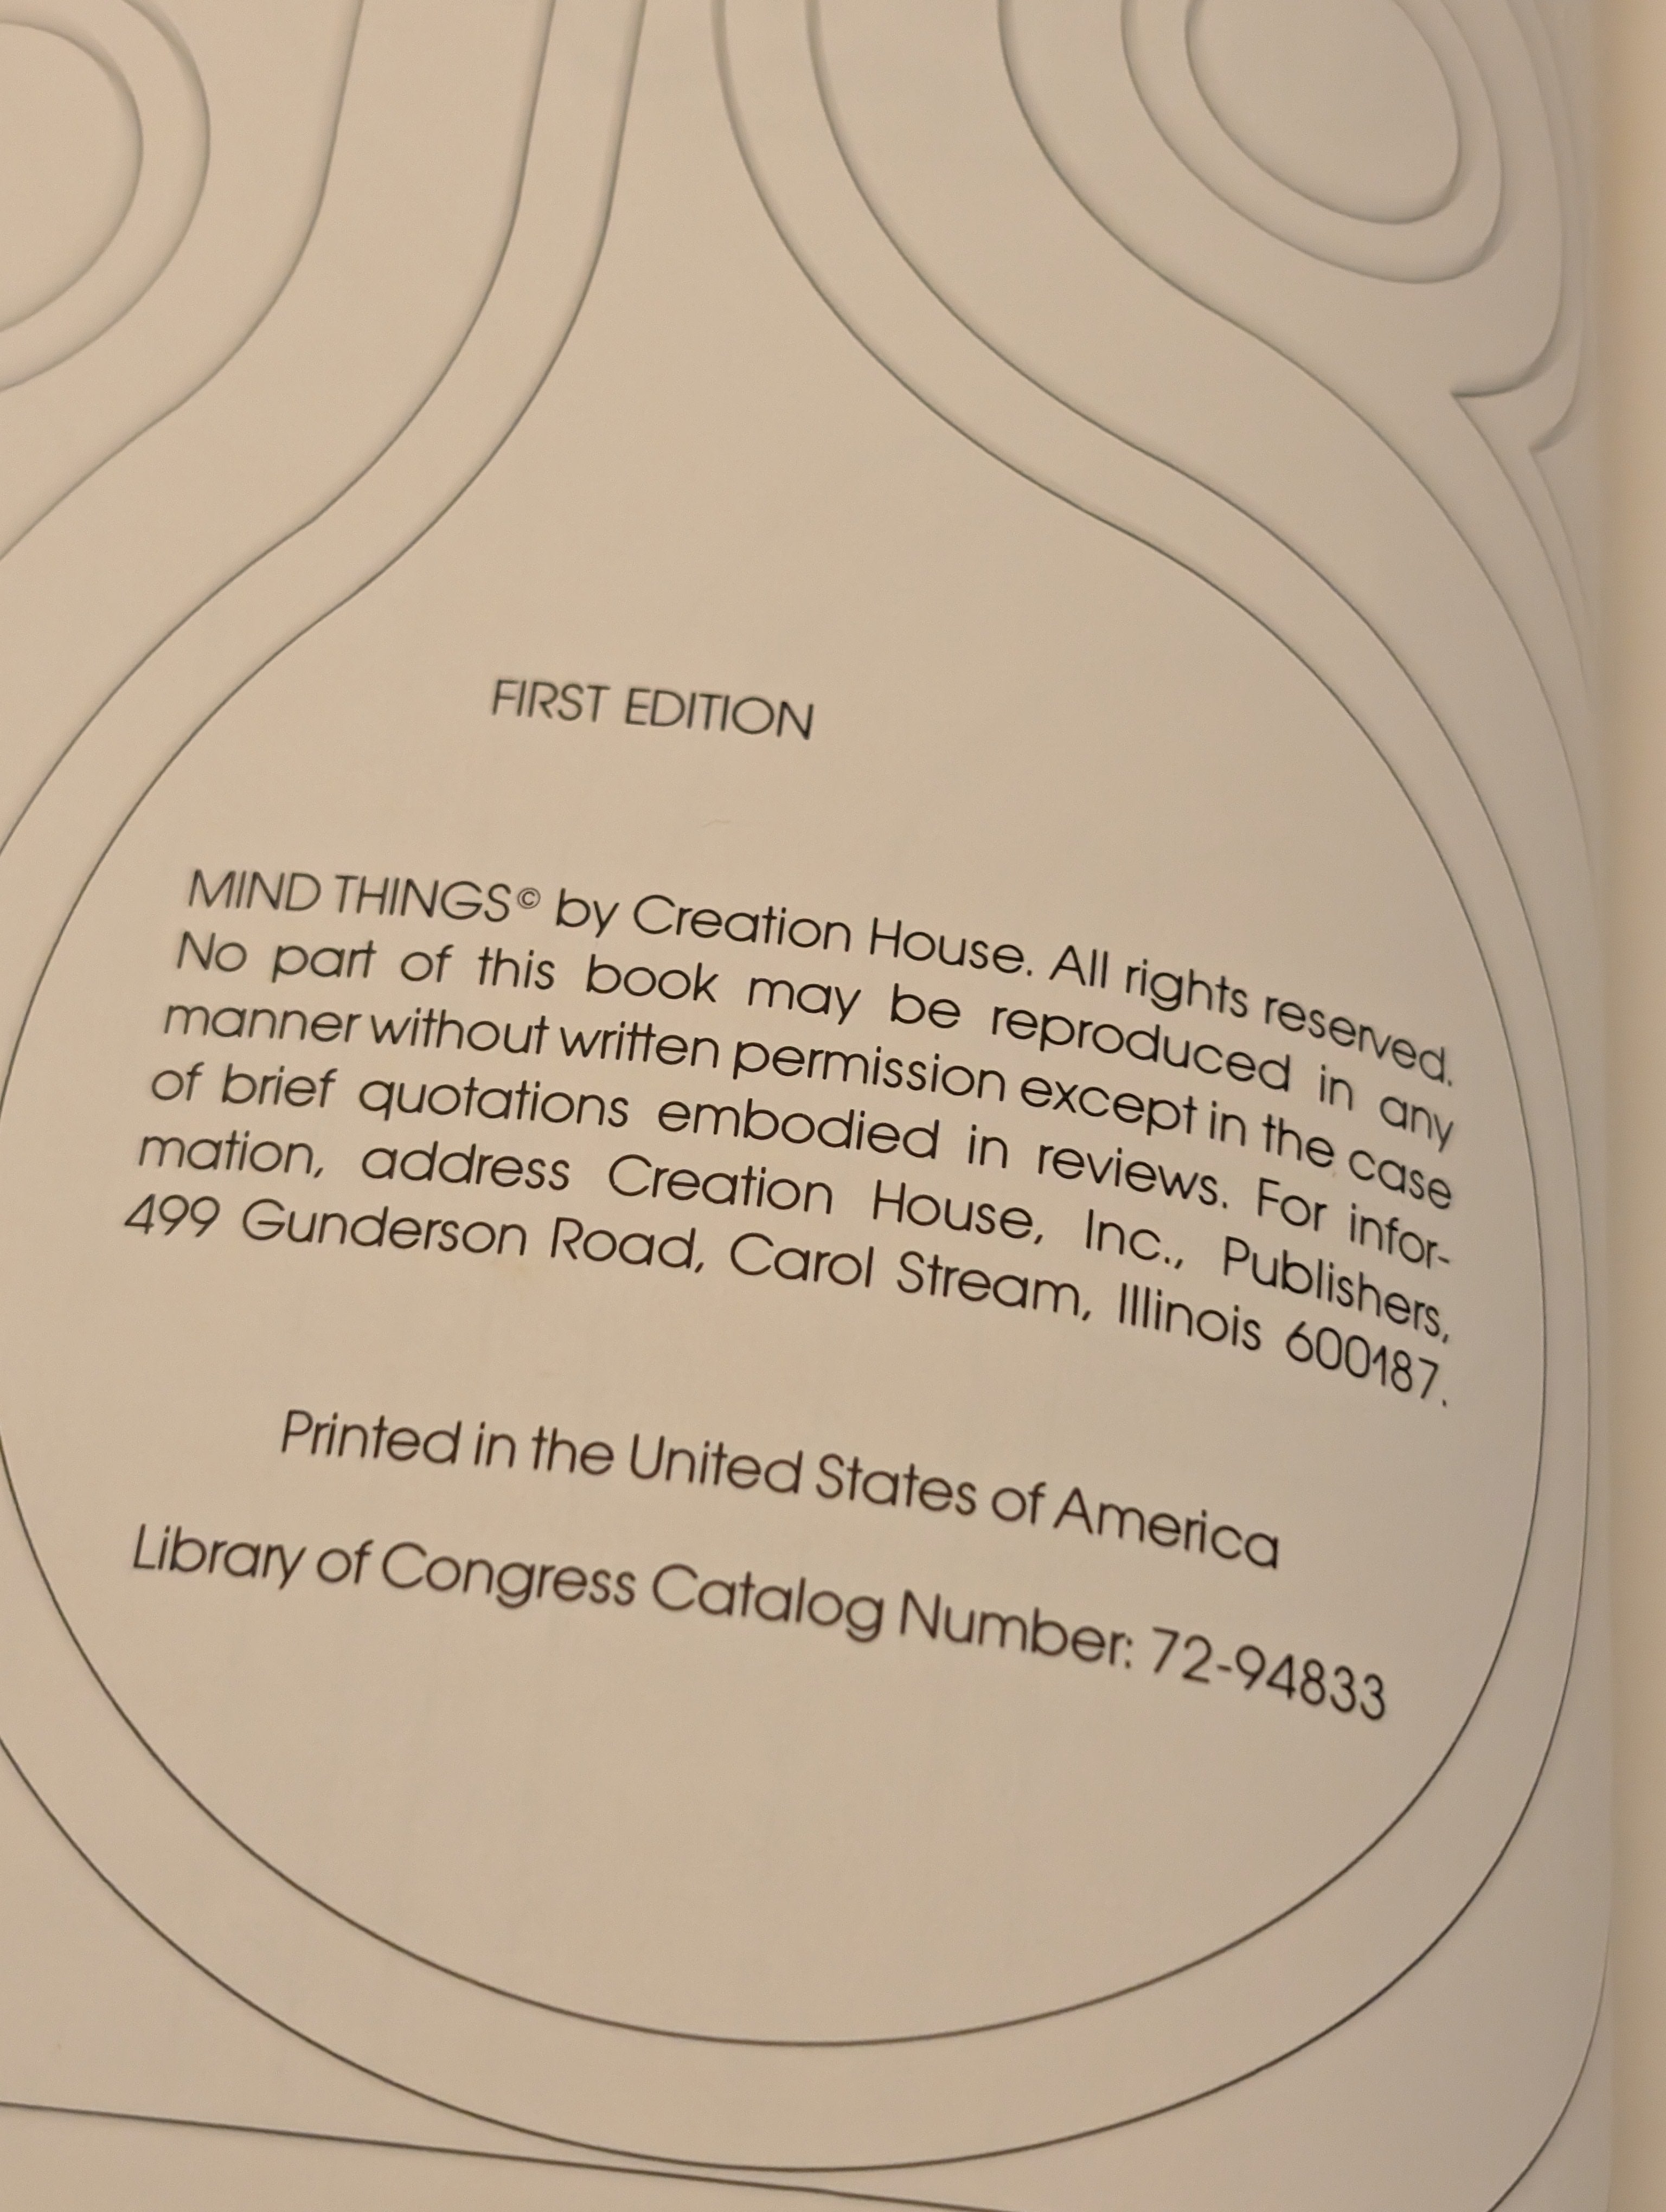 FIRST EDITION
MIND THINGS© by Creation House. All rights reserved.
No part of this book may be reproduced in any
manner without written permission except in the case
of brief quotations embodied in reviews. For infor-
mation, address Creation House, Inc., Publishers,
499 Gunderson Road, Carol Stream, Illinois 600187.
Printed in the United States of America
Library of Congress Catalog Number: 72-94833